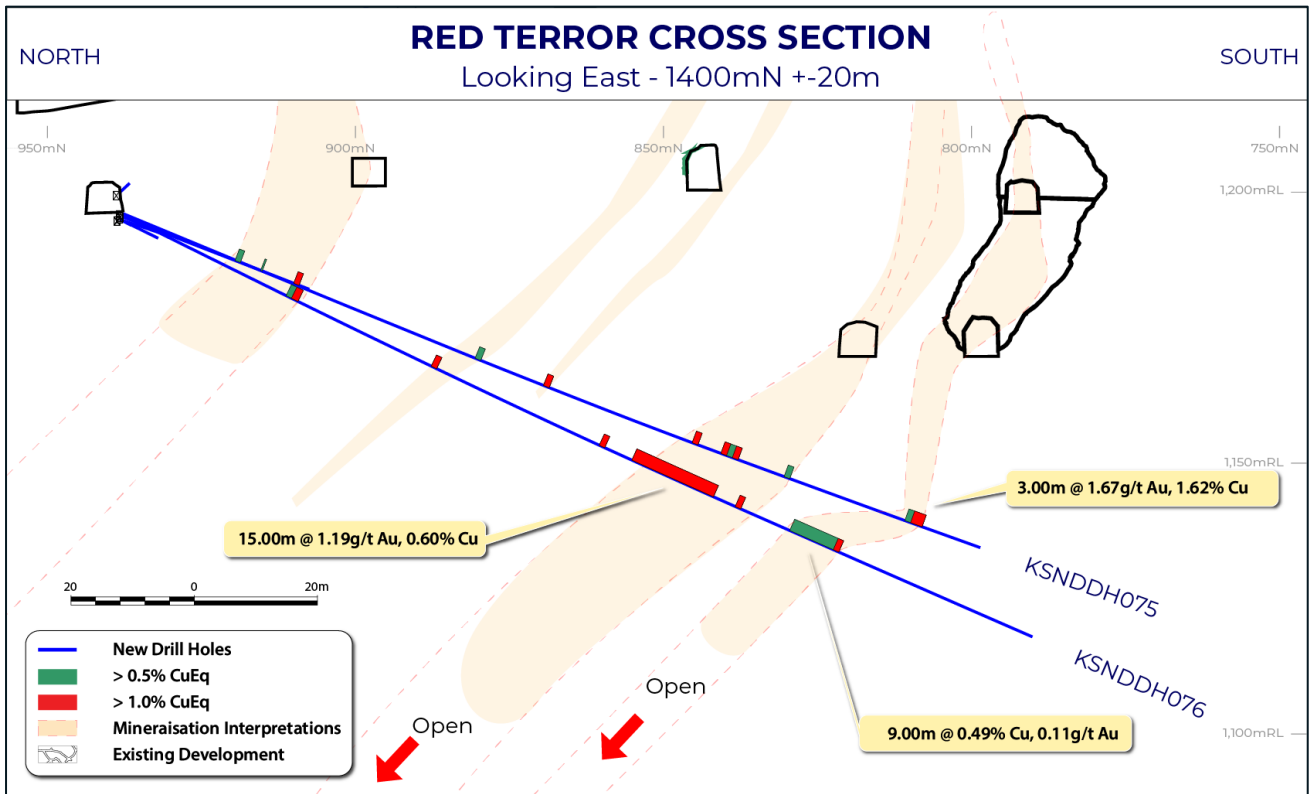 RED TERROR CROSS SECTION
NORTH
SOUTH
Looking East - 1400mN +-20m
950mN
900mN
850mN
800mN
750mN
1,200mRL
1,150mRL
3.00m @ 1.67g/t Au, 1.62% Cu
15.00m @ 1.19g/t Au, 0.60% Cu
KSNDDH075
20
0
20m
New Drill Holes
> 0.5% CuEq
> 1.0% CuEq
Mineraisation Interpretations
Existing Development
KSNDDH076
Open
Open
9.00m @ 0.49% Cu, 0.11g/t Au
1,100mRL